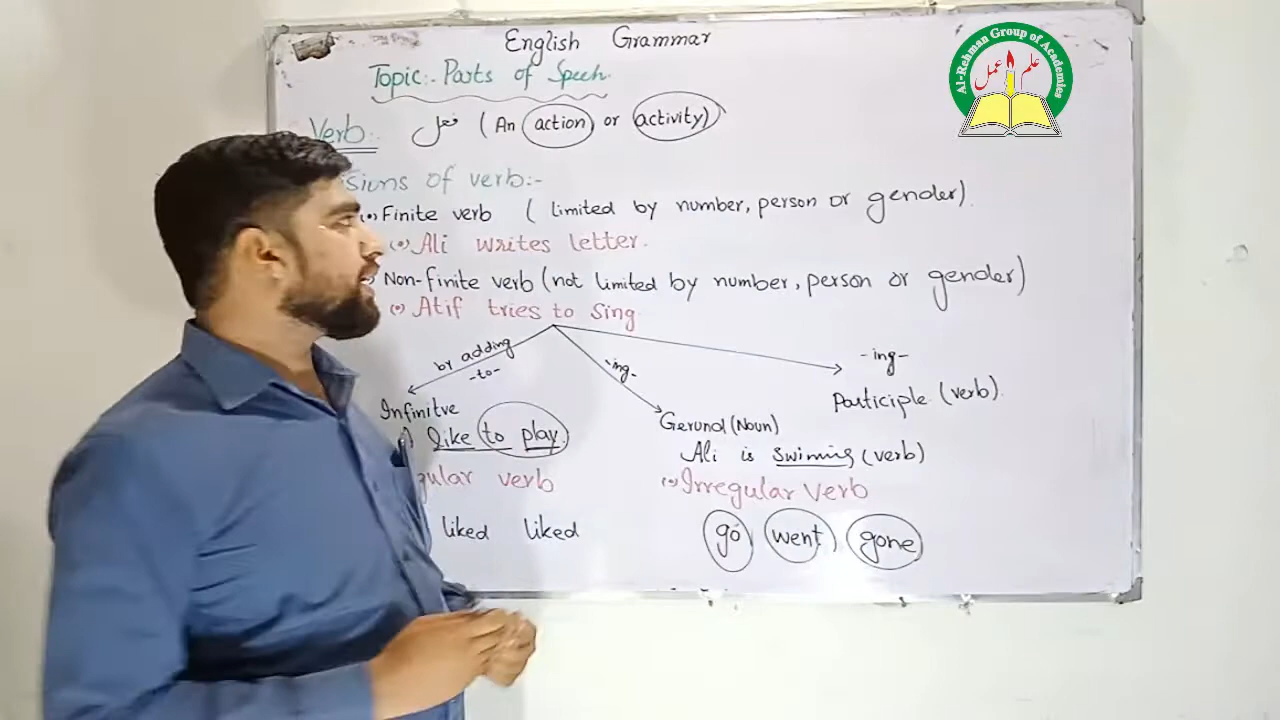 English Grammar
Topic:- Parts of Speech.
Verb:- فعل (An action or activity)
isions of verb:-
Finite verb ( limited by number, person or gender).
Ali writes letter.
Non-finite verb (not limited by number, person or gender)
Atif tries to sing
by adding
-to-
-ing-
-ing-
Infinitve
Gerund (Noun)
Participle (verb).
like to play.
Ali is swiming (verb)
gular verb
Irregular verb
liked liked
go went gone
Al-Rehman Group of Academies
علم عمل